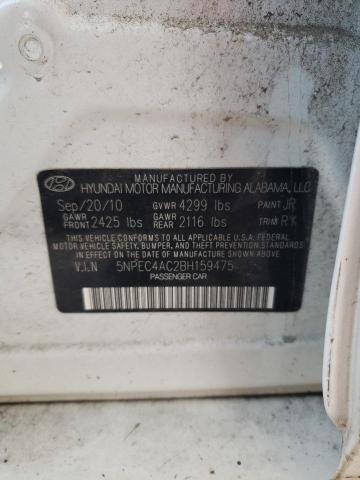 MANUFACTURED BY
HYUNDAI MOTOR MANUFACTURING ALABAMA, LLC
Sep/20/10 GVWR 4299 lbs PAINT JR
GAWR FRONT 2425 lbs GAWR REAR 2116 lbs TRIM RYK
THIS VEHICLE CONFORMS TO ALL APPLICABLE U.S. FEDERAL
MOTOR VEHICLE SAFETY, BUMPER, AND THEFT PREVENTION STANDARDS
IN EFFECT ON THE DATE OF MANUFACTURE SHOWN ABOVE.
V.I.N 5NPEC4AC2BH159475
PASSENGER CAR